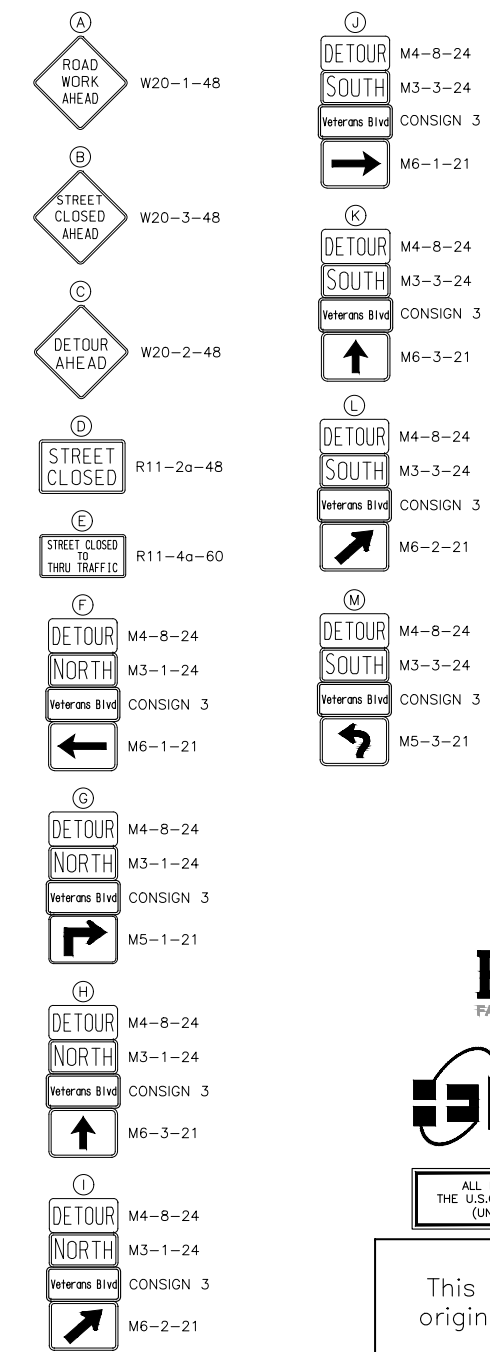 A
ROAD
WORK
AHEAD
W20-1-48
B
STREET
CLOSED
AHEAD
W20-3-48
C
DETOUR
AHEAD
W20-2-48
D
STREET
CLOSED
R11-2a-48
E
STREET CLOSED
TO
THRU TRAFFIC
R11-4a-60
F
DETOUR M4-8-24
NORTH M3-1-24
Veterans Blvd CONSIGN 3
M6-1-21
G
DETOUR M4-8-24
NORTH M3-1-24
Veterans Blvd CONSIGN 3
M5-1-21
H
DETOUR M4-8-24
NORTH M3-1-24
Veterans Blvd CONSIGN 3
M6-3-21
I
DETOUR M4-8-24
NORTH M3-1-24
Veterans Blvd CONSIGN 3
M6-2-21
J
DETOUR M4-8-24
SOUTH M3-3-24
Veterans Blvd CONSIGN 3
M6-1-21
K
DETOUR M4-8-24
SOUTH M3-3-24
Veterans Blvd CONSIGN 3
M6-3-21
L
DETOUR M4-8-24
SOUTH M3-3-24
Veterans Blvd CONSIGN 3
M6-2-21
M
DETOUR M4-8-24
SOUTH M3-3-24
Veterans Blvd CONSIGN 3
M5-3-21
FA
ALL
THE U.S.
(UN
This
origin